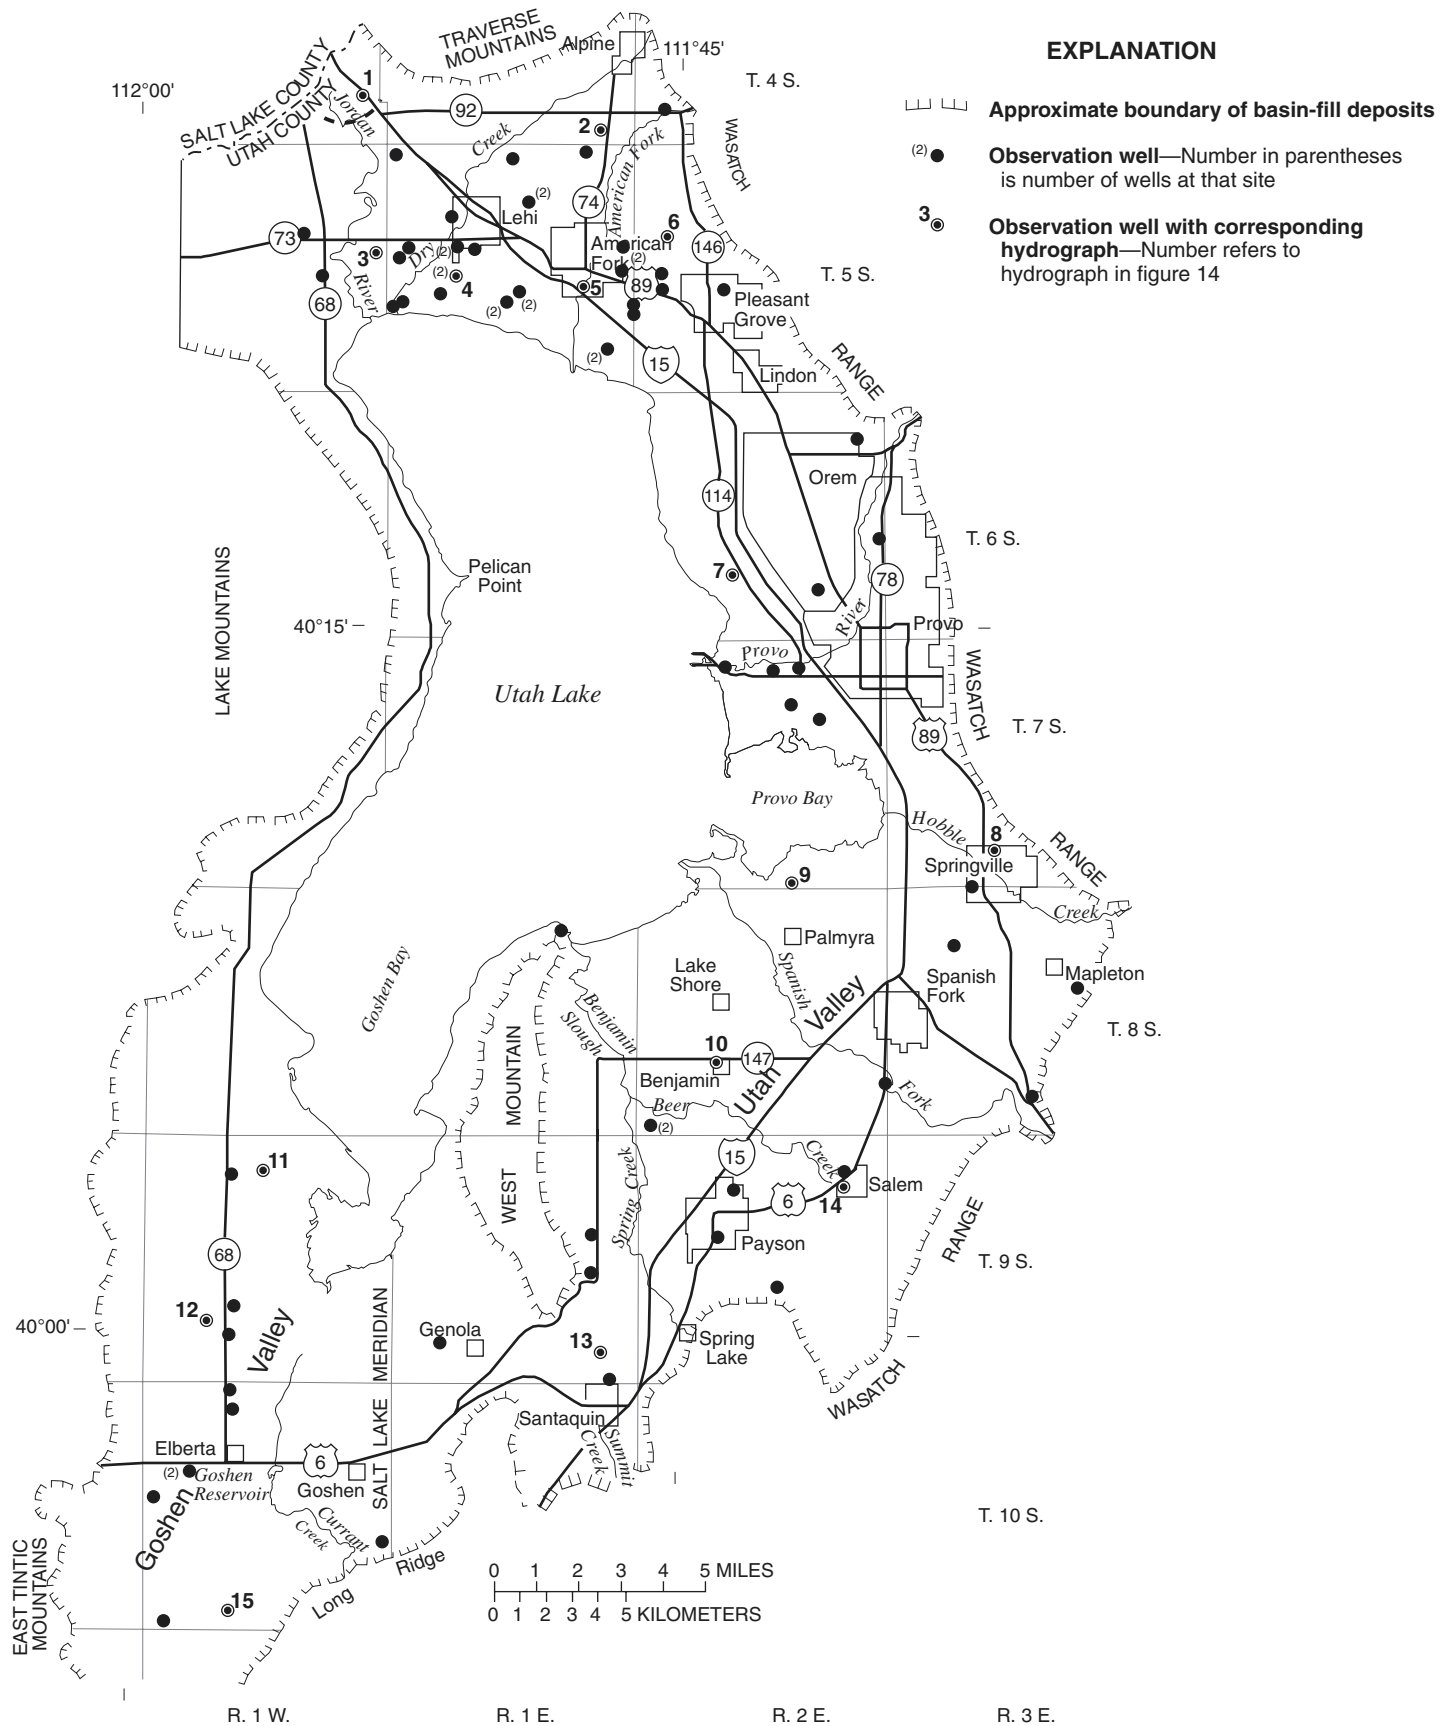 EXPLANATION
Approximate boundary of basin-fill deposits
(2)
Observation well—Number in parentheses
is number of wells at that site
3
Observation well with corresponding
hydrograph—Number refers to
hydrograph in figure 14
TRAVERSE
MOUNTAINS
Alpine
111°45'
112°00'
T. 4 S.
SALT LAKE COUNTY
UTAH COUNTY
1
Jordan
92
Creek
2
American Fork
WASATCH
(2)
74
Lehi
6
73
146
American
Fork
(2)
3
Dry
(2)
(2)
4
5
89
T. 5 S.
River
68
(2)
(2)
Pleasant
Grove
(2)
15
Lindon
RANGE
Orem
114
T. 6 S.
LAKE MOUNTAINS
Pelican
Point
7
78
40°15'
River
Provo
Provo
WASATCH
Utah Lake
T. 7 S.
89
Provo Bay
Hobble
8
RANGE
Springville
9
Creek
Palmyra
Goshen Bay
Lake
Shore
Spanish
Valley
Spanish
Fork
Mapleton
Benjamin
Slough
T. 8 S.
MOUNTAIN
10
147
Benjamin
Utah
Fork
Beer
(2)
Creek
15
11
WEST
Spring Creek
6
14
Salem
RANGE
Payson
68
T. 9 S.
12
40°00'
Valley
SALT LAKE MERIDIAN
Genola
13
Spring
Lake
WASATCH
Santaquin
Elberta
6
Summit
Creek
(2)
Goshen
Reservoir
Goshen
Goshen
Currant
Creek
T. 10 S.
EAST TINTIC
MOUNTAINS
Long
Ridge
15
0 1 2 3 4 5 MILES
0 1 2 3 4 5 KILOMETERS
R. 1 W.
R. 1 E.
R. 2 E.
R. 3 E.